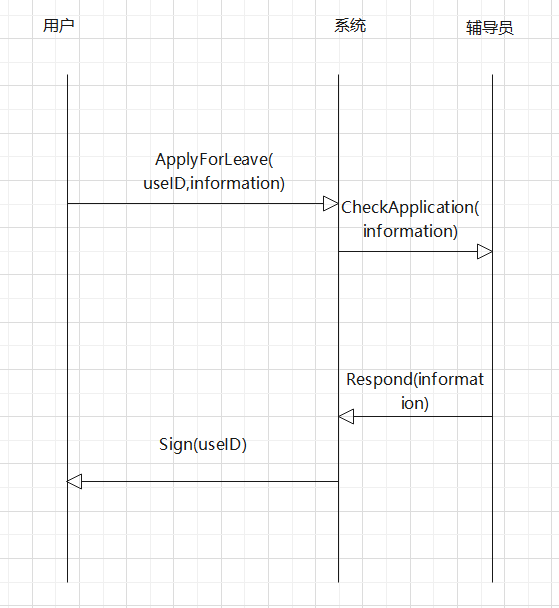 用户
系统
辅导员
ApplyForLeave(
useID,information)
CheckApplication(
information)
Respond(informat
ion)
Sign(useID)